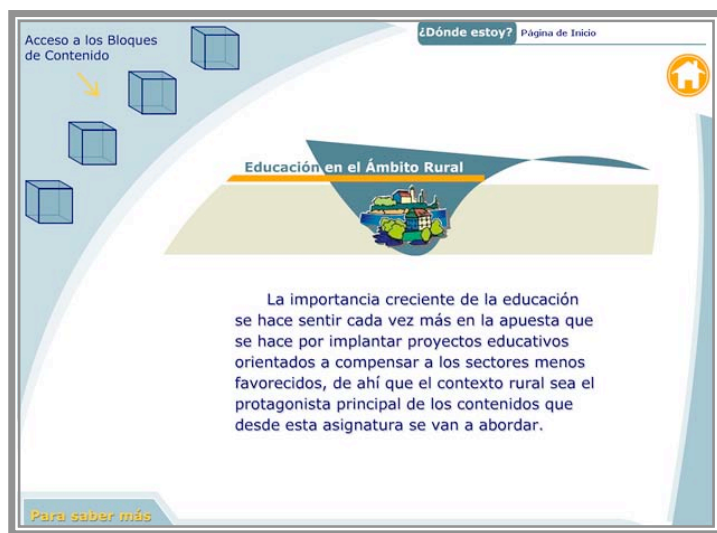 Acceso a los Bloques
de Contenido
¿Dónde estoy? Página de Inicio
Educación en el Ámbito Rural
La importancia creciente de la educación
se hace sentir cada vez más en la apuesta que
se hace por implantar proyectos educativos
orientados a compensar a los sectores menos
favorecidos, de ahí que el contexto rural sea el
protagonista principal de los contenidos que
desde esta asignatura se van a abordar.
Para saber más